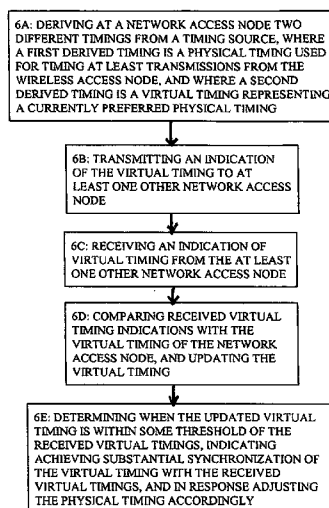 6A: DERIVING AT A NETWORK ACCESS NODE TWO
DIFFERENT TIMINGS FROM A TIMING SOURCE, WHERE
A FIRST DERIVED TIMING IS A PHYSICAL TIMING USED
FOR TIMING AT LEAST TRANSMISSIONS FROM THE
WIRELESS ACCESS NODE, AND WHERE A SECOND
DERIVED TIMING IS A VIRTUAL TIMING REPRESENTING
A CURRENTLY PREFERRED PHYSICAL TIMING
6B: TRANSMITTING AN INDICATION
OF THE VIRTUAL TIMING TO AT
LEAST ONE OTHER NETWORK ACCESS
NODE
6C: RECEIVING AN INDICATION OF
VIRTUAL TIMING FROM THE AT LEAST
ONE OTHER NETWORK ACCESS NODE
6D: COMPARING RECEIVED VIRTUAL
TIMING INDICATIONS WITH THE
VIRTUAL TIMING OF THE NETWORK
ACCESS NODE, AND UPDATING THE
VIRTUAL TIMING
6E: DETERMINING WHEN THE UPDATED VIRTUAL
TIMING IS WITHIN SOME THRESHOLD OF THE
RECEIVED VIRTUAL TIMINGS, INDICATING
ACHIEVING SUBSTANTIAL SYNCHRONIZATION
OF THE VIRTUAL TIMING WITH THE RECEIVED
VIRTUAL TIMINGS, AND IN RESPONSE ADJUSTING
THE PHYSICAL TIMING ACCORDINGLY